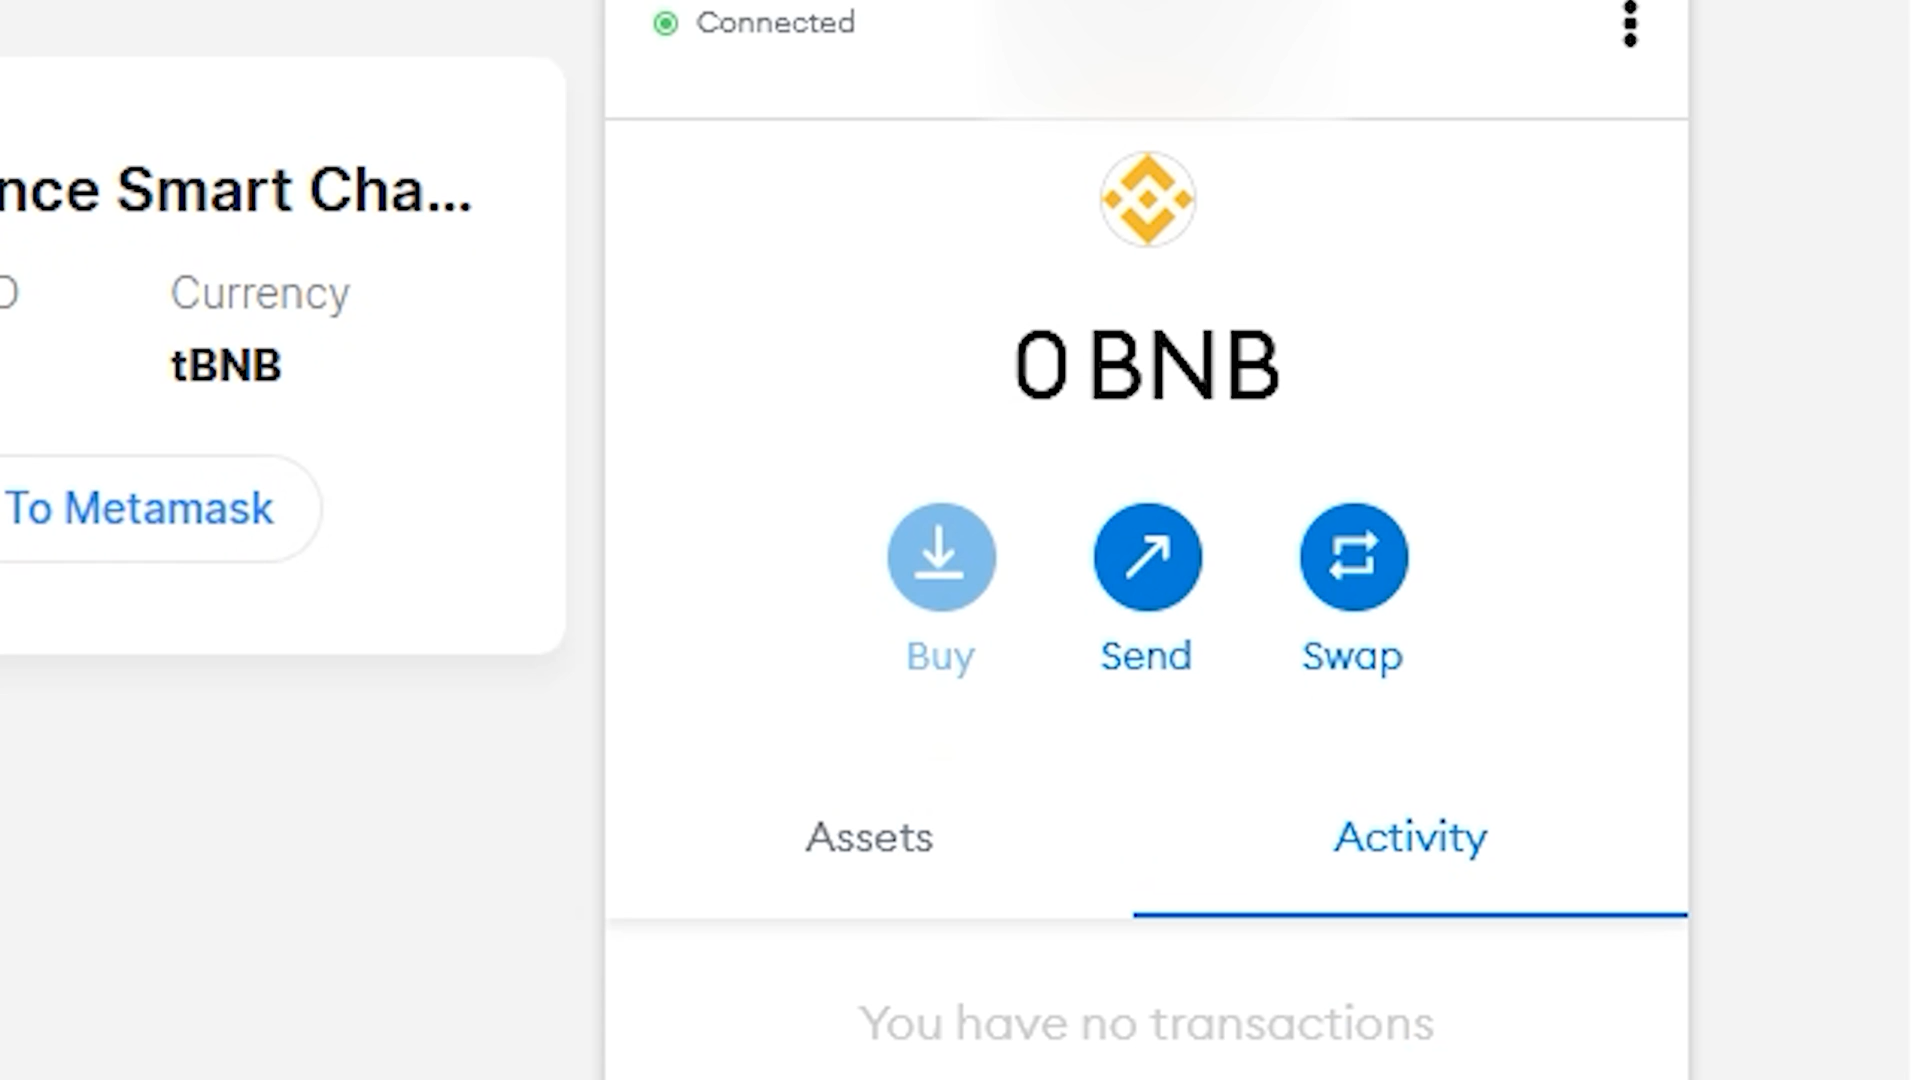 Connected
nce Smart Cha...
Currency
tBNB
To Metamask
0 BNB
Buy
Send
Swap
Assets
Activity
You have no transactions